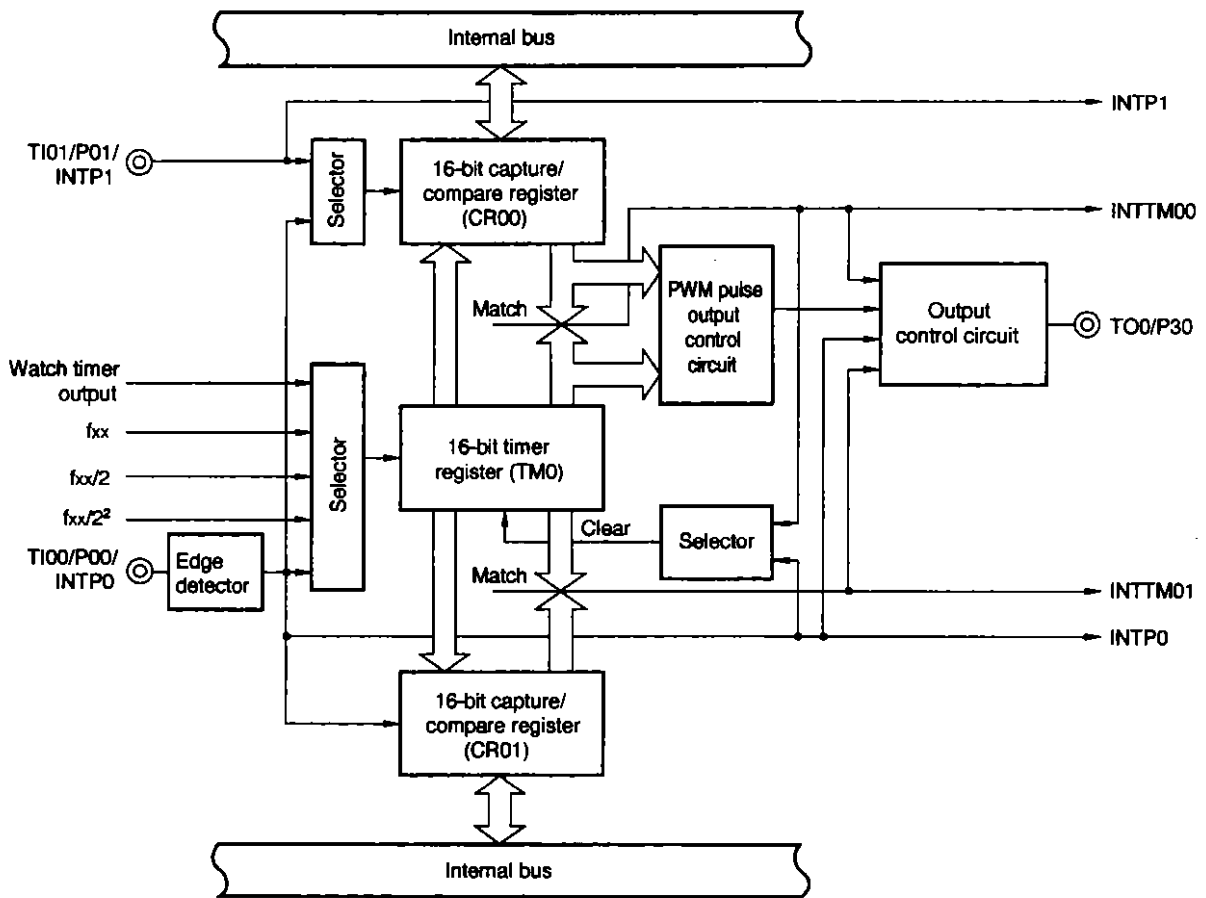 Internal bus
INTP1
TI01/P01/
INTP1
Selector
16-bit capture/
compare register
(CR00)
INTTM00
Match
PWM pulse
output
control
circuit
Output
control circuit
TO0/P30
Watch timer
output
fxx
fxx/2
fxx/2²
Selector
16-bit timer
register (TM0)
TI00/P00/
INTP0
Edge
detector
Clear
Selector
Match
INTTM01
INTP0
16-bit capture/
compare register
(CR01)
Internal bus